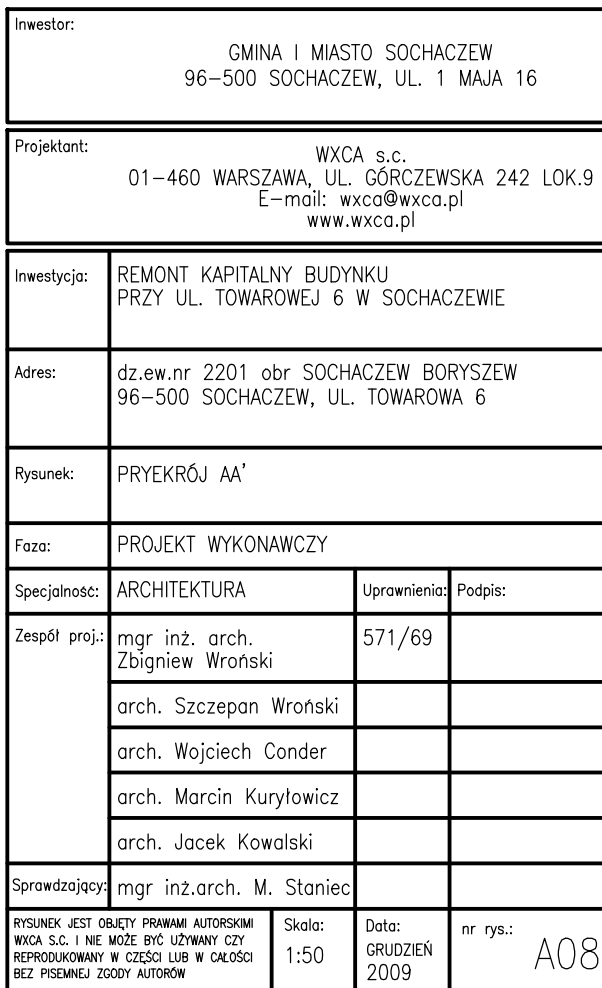 Inwestor:
GMINA I MIASTO SOCHACZEW
96-500 SOCHACZEW, UL. 1 MAJA 16
Projektant:
WXCA s.c.
01-460 WARSZAWA, UL. GÓRCZEWSKA 242 LOK.9
E-mail: wxca@wxca.pl
www.wxca.pl
Inwestycja:
REMONT KAPITALNY BUDYNKU
PRZY UL. TOWAROWEJ 6 W SOCHACZEWIE
Adres:
dz.ew.nr 2201 obr SOCHACZEW BORYSZEW
96-500 SOCHACZEW, UL. TOWAROWA 6
Rysunek:
PRYEKRÓJ AA'
Faza:
PROJEKT WYKONAWCZY
Specjalność:
ARCHITEKTURA
Uprawnienia:
Podpis:
Zespół proj.:
mgr inż. arch.
Zbigniew Wroński
571/69
arch. Szczepan Wroński
arch. Wojciech Conder
arch. Marcin Kuryłowicz
arch. Jacek Kowalski
Sprawdzający:
mgr inż.arch. M. Staniec
RYSUNEK JEST OBJĘTY PRAWAMI AUTORSKIMI
WXCA S.C. I NIE MOŻE BYĆ UŻYWANY CZY
REPRODUKOWANY W CZĘŚCI LUB W CAŁOŚCI
BEZ PISEMNEJ ZGODY AUTORÓW
Skala:
1:50
Data:
GRUDZIEŃ
2009
nr rys.:
A08